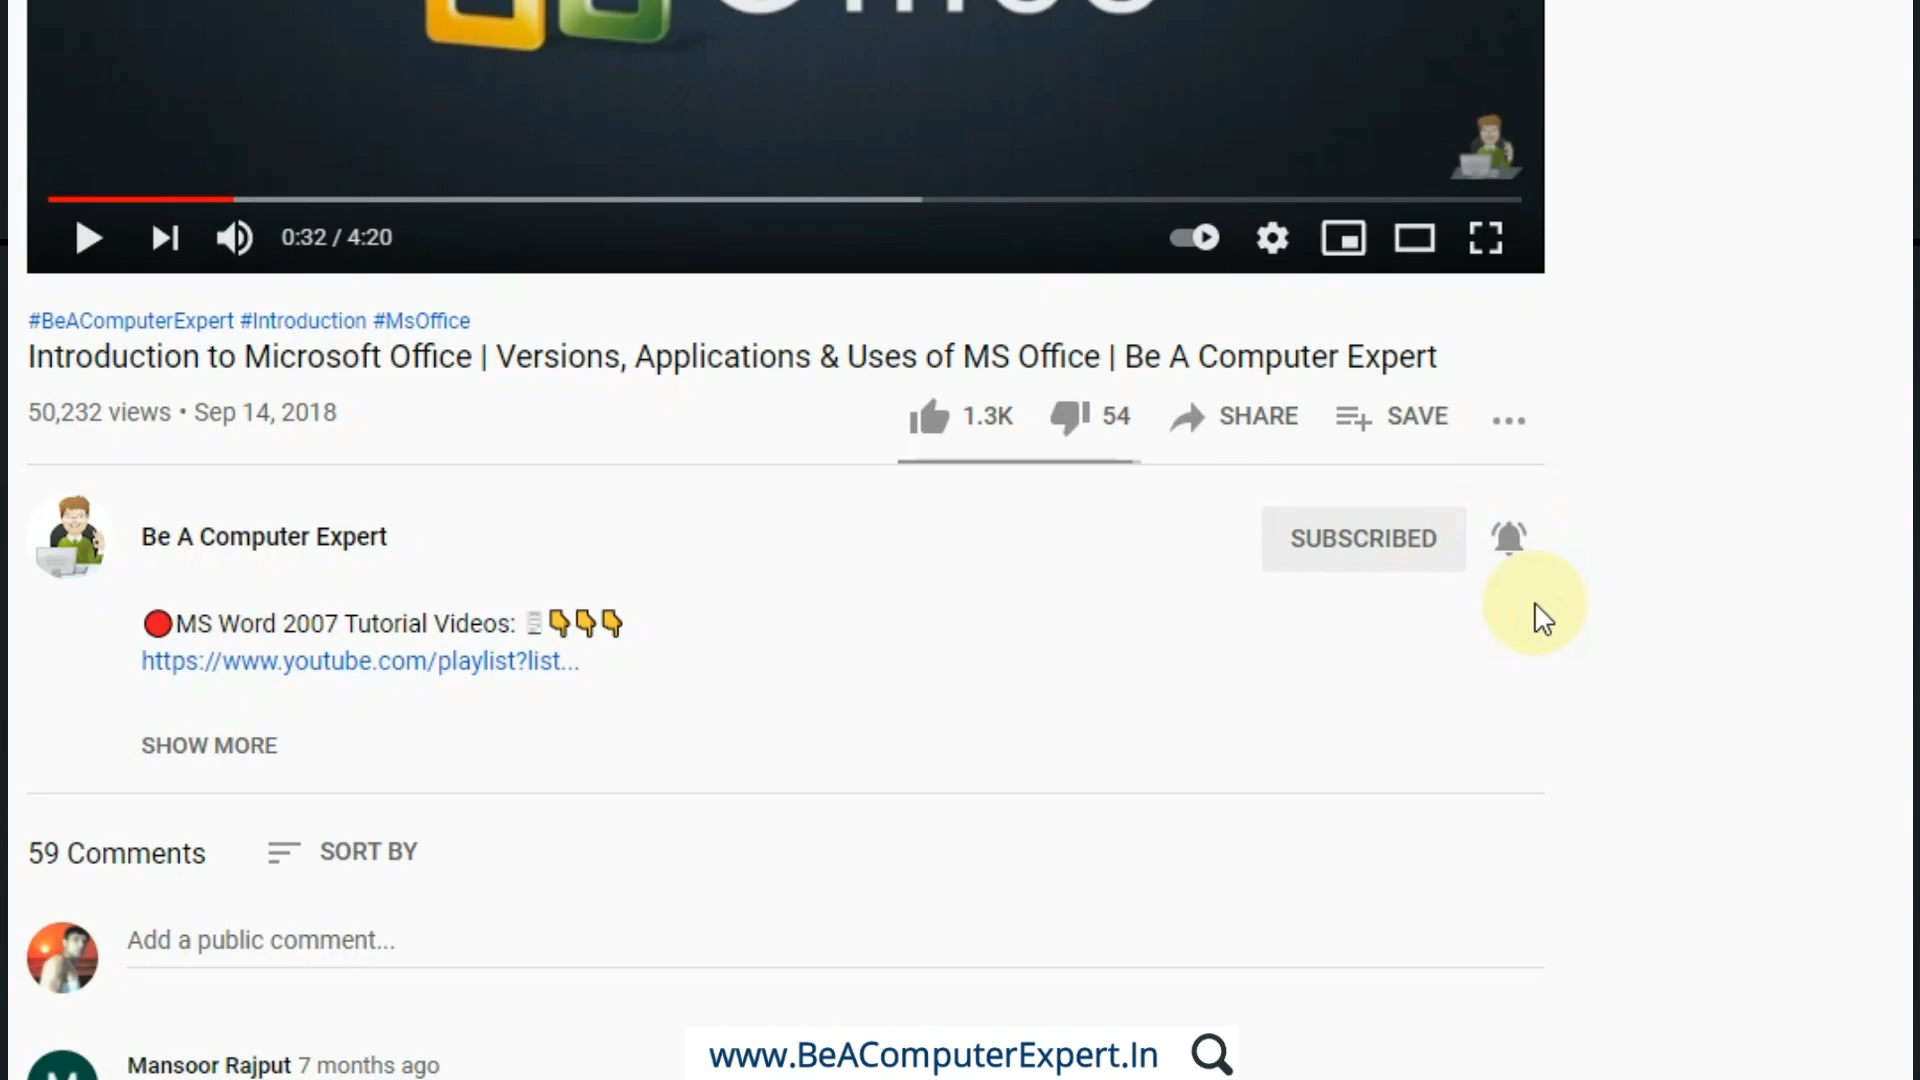 0:32 / 4:20
#BeAComputerExpert #Introduction #MsOffice
Introduction to Microsoft Office | Versions, Applications & Uses of MS Office | Be A Computer Expert
50,232 views • Sep 14, 2018
1.3K 54 SHARE SAVE
Be A Computer Expert
SUBSCRIBED
MS Word 2007 Tutorial Videos:
https://www.youtube.com/playlist?list...
SHOW MORE
59 Comments SORT BY
Add a public comment...
Mansoor Rajput 7 months ago
www.BeAComputerExpert.In